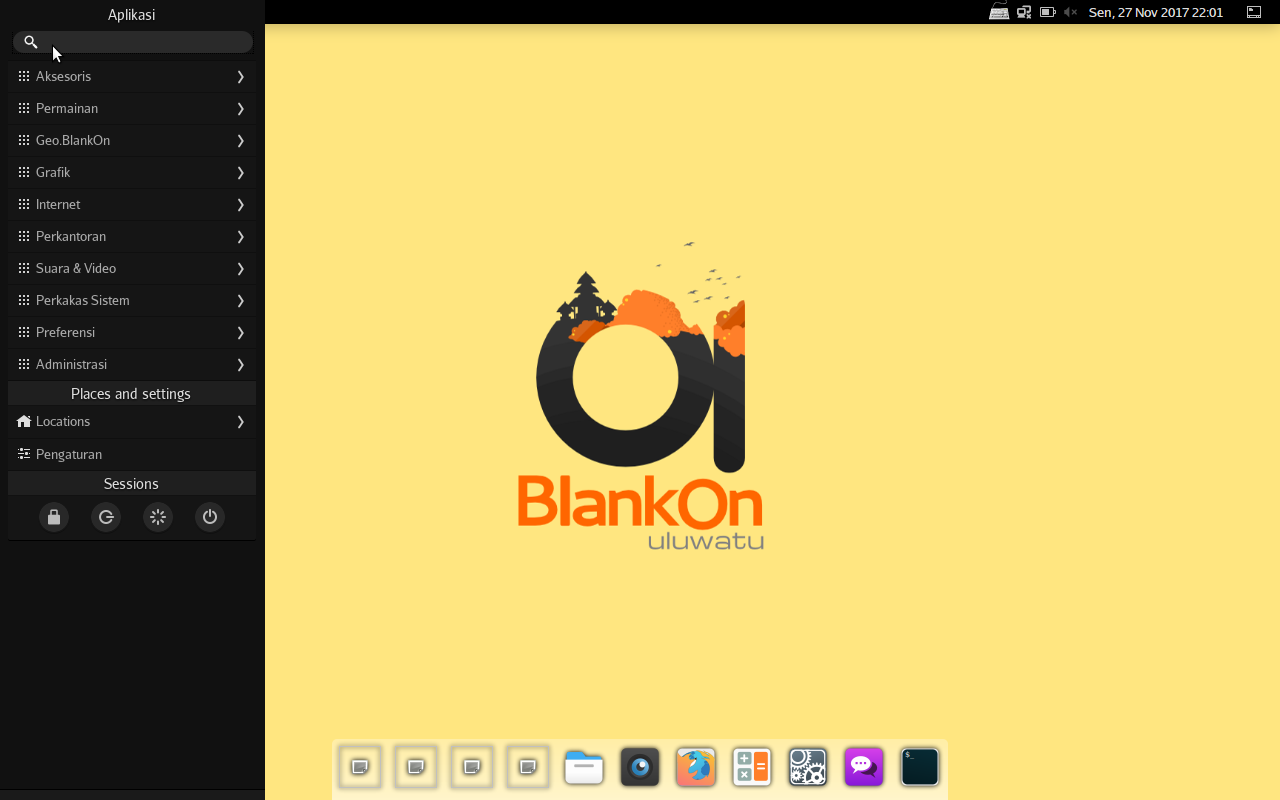 Aplikasi
Sen, 27 Nov 2017 22:01
Aksesoris
Permainan
Geo.BlankOn
Grafik
Internet
Perkantoran
Suara & Video
Perkakas Sistem
Preferensi
Administrasi
Places and settings
Locations
Pengaturan
Sessions
BlankOn
uluwatu
$_